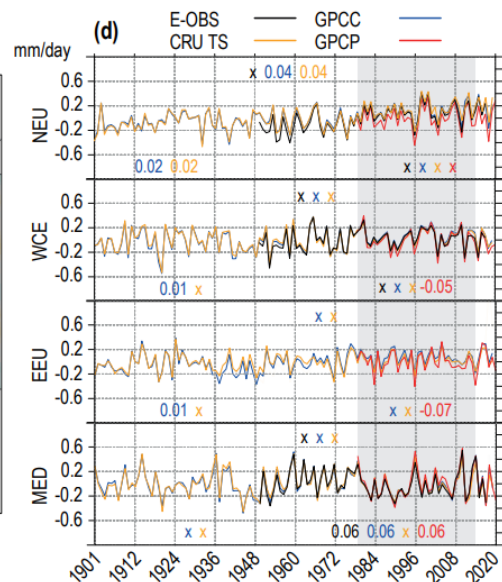 (d) E-OBS GPCC
CRU TS GPCP
mm/day
NEU
0.6
0.2
-0.2
-0.6
x 0.04 0.04
0.02 0.02
x x x x
WCE
0.6
0.2
-0.2
-0.6
x x x
0.01 x
x x x -0.05
EEU
0.6
0.2
-0.2
-0.6
x x
0.01 x
x x -0.07
MED
0.6
0.2
-0.2
-0.6
x x x
x x
0.06 0.06 x 0.06
1901 1912 1924 1936 1948 1960 1972 1984 1996 2008 2020